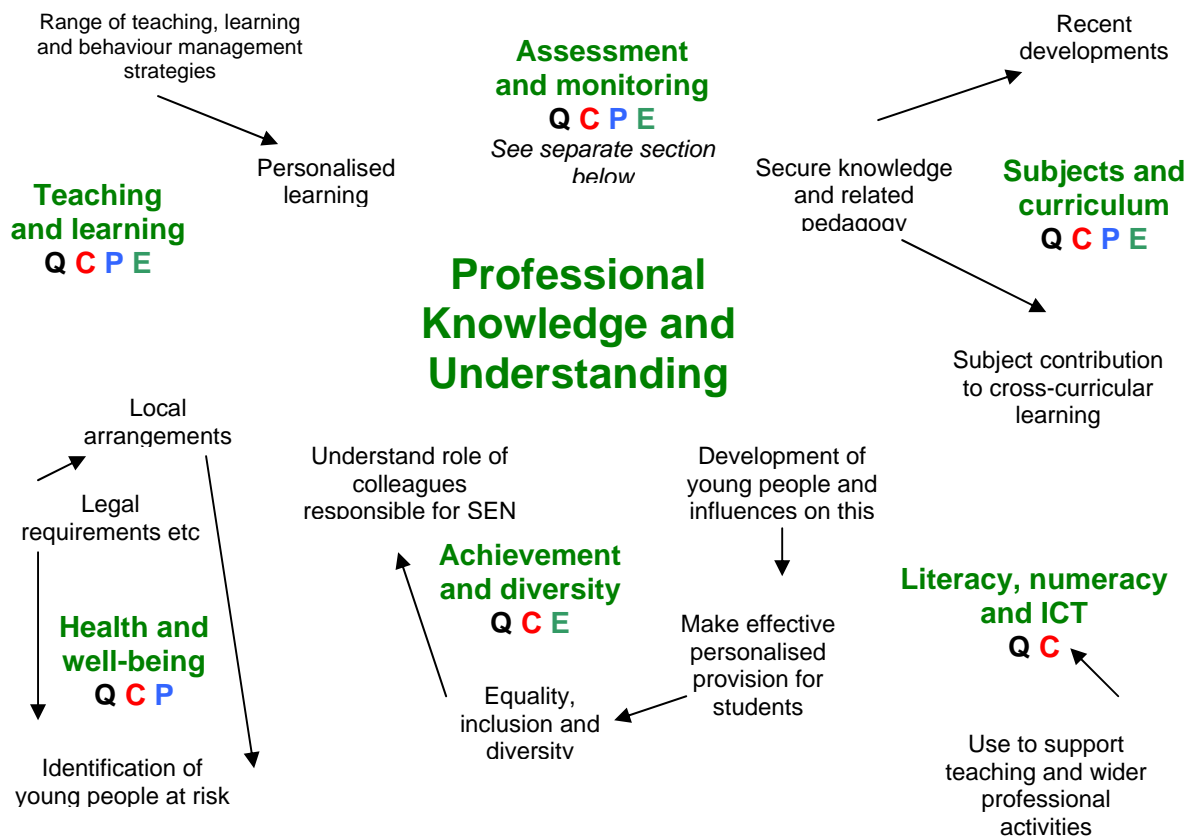 Range of teaching, learning
and behaviour management
strategies
Personalised
learning
Teaching
and learning
Q C P E
Assessment
and monitoring
Q C P E
See separate section
below
Recent
developments
Secure knowledge
and related
pedagogy
Subjects and
curriculum
Q C P E
Subject contribution
to cross-curricular
learning
Professional
Knowledge and
Understanding
Local
arrangements
Legal
requirements etc
Health and
well-being
Q C P
Identification of
young people at risk
Understand role of
colleagues
responsible for SEN
Achievement
and diversity
Q C E
Equality,
inclusion and
diversity
Development of
young people and
influences on this
Make effective
personalised
provision for
students
Literacy, numeracy
and ICT
Q C
Use to support
teaching and wider
professional
activities